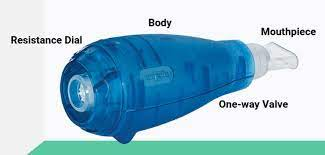 Body
Mouthpiece
Resistance Dial
One-way Valve